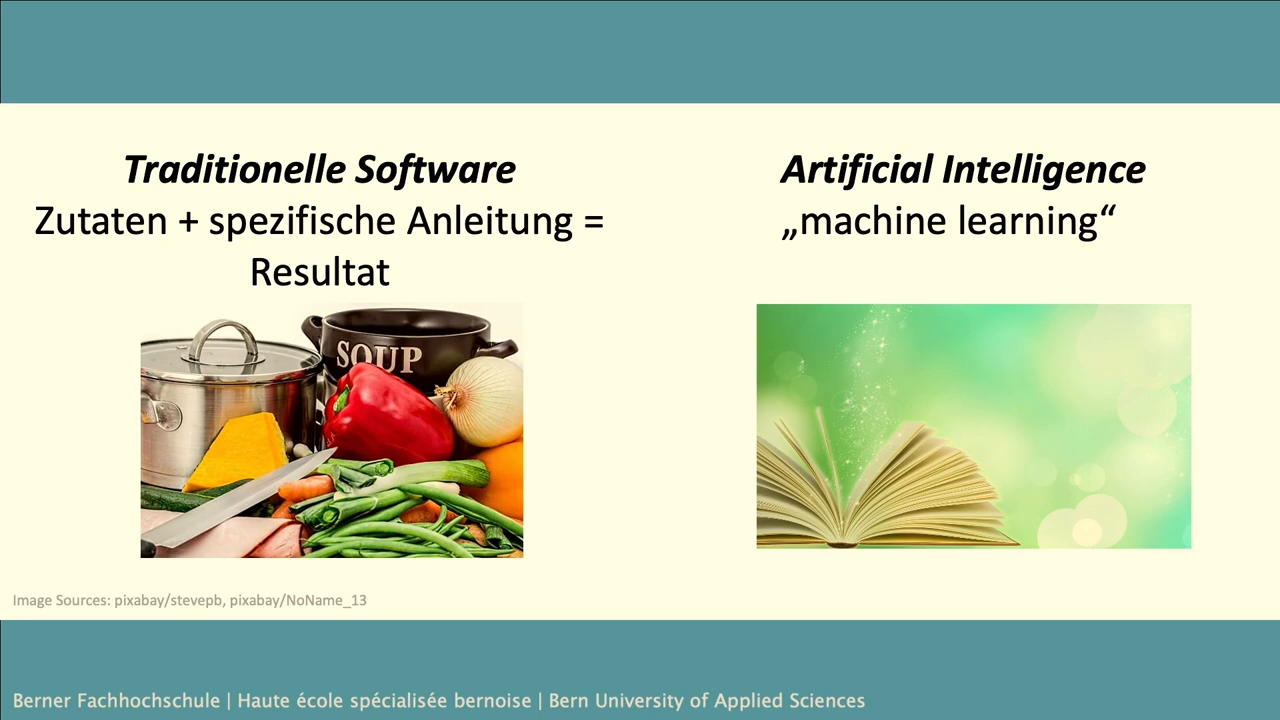 Traditionelle Software
Zutaten + spezifische Anleitung =
Resultat
Artificial Intelligence
„machine learning“
SOUP
Image Sources: pixabay/stevepb, pixabay/NoName_13
Berner Fachhochschule | Haute école spécialisée bernoise | Bern University of Applied Sciences